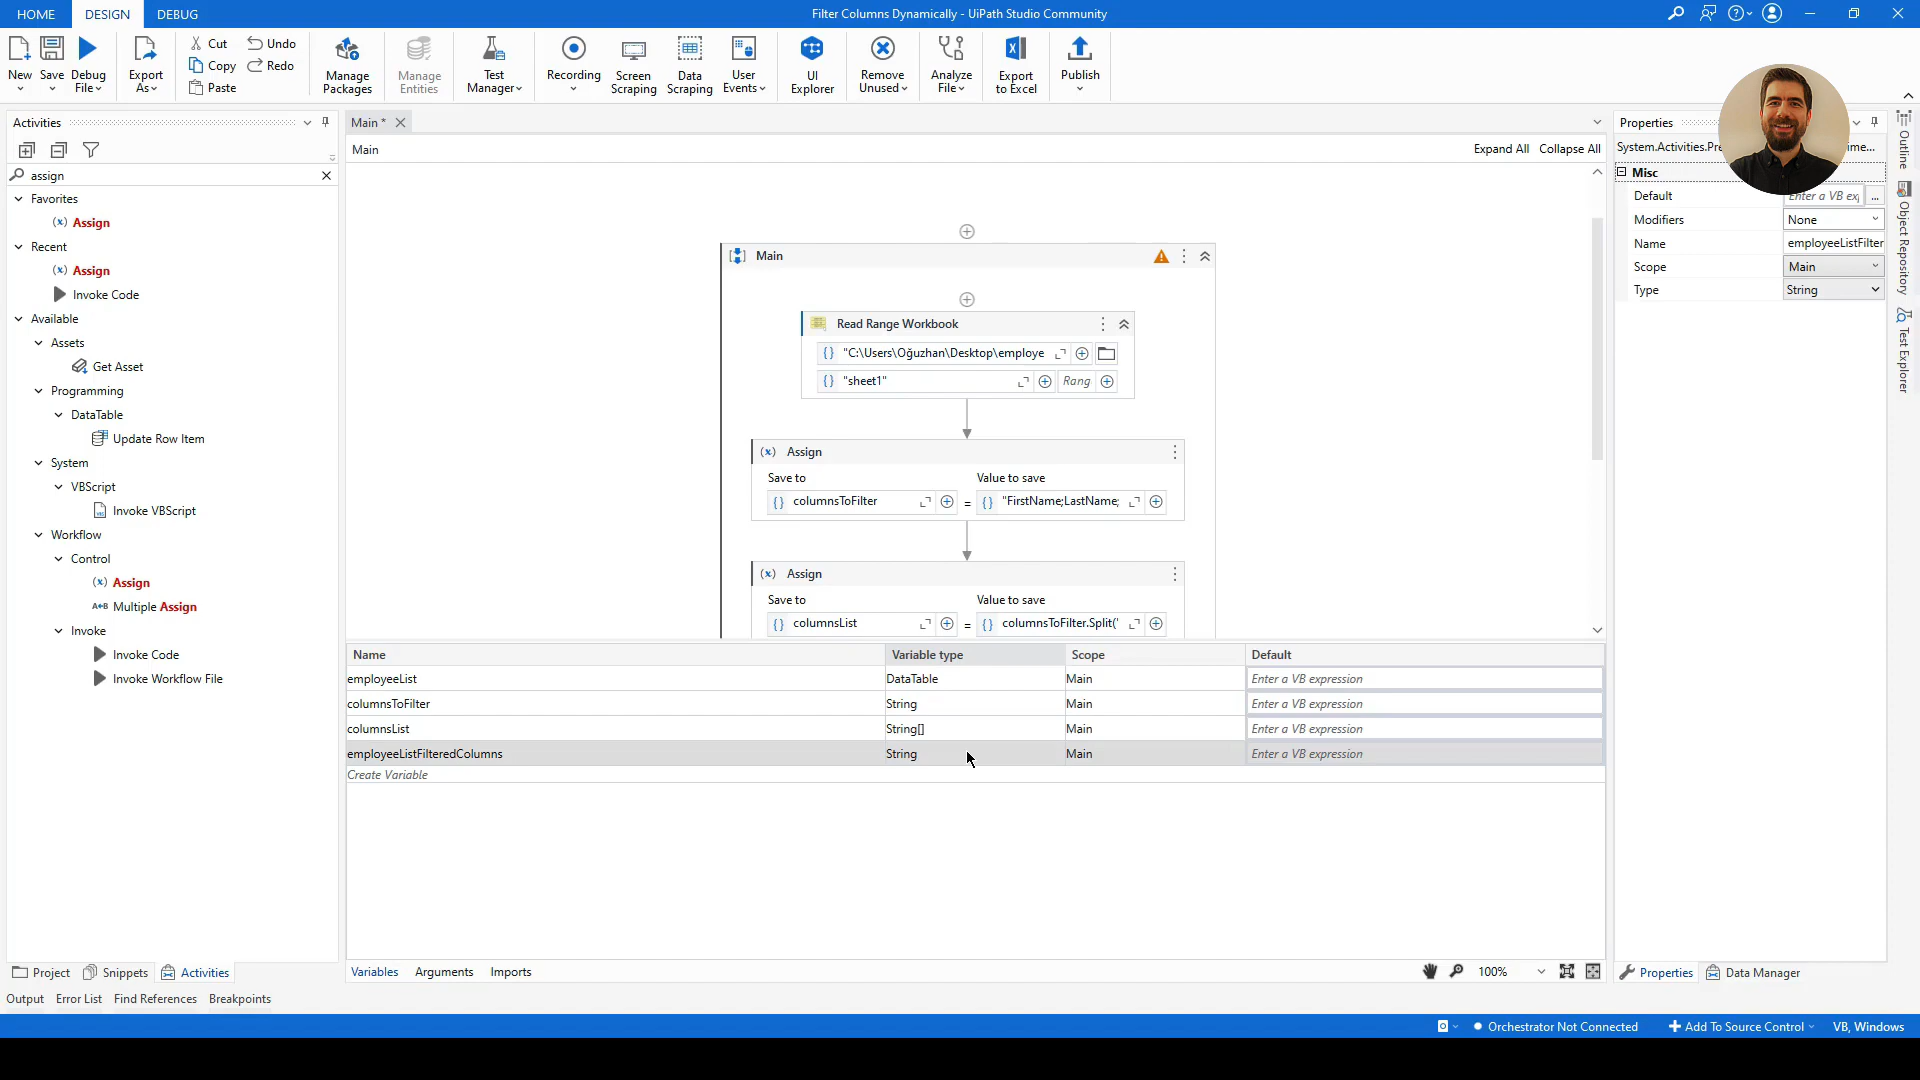 HOME DESIGN DEBUG
Filter Columns Dynamically - UiPath Studio Community
New
Save
Debug File
Export As
Cut
Copy
Paste
Undo
Redo
Manage Packages
Manage Entities
Test Manager
Recording
Screen Scraping
Data Scraping
User Events
UI Explorer
Remove Unused
Analyze File
Export to Excel
Publish
Activities
assign
Favorites
Assign
Recent
Assign
Invoke Code
Available
Assets
Get Asset
Programming
DataTable
Update Row Item
System
VBScript
Invoke VBScript
Workflow
Control
Assign
Multiple Assign
Invoke
Invoke Code
Invoke Workflow File
Project Snippets Activities
Main *
Main
Expand All Collapse All
Main
Read Range Workbook
"C:\Users\Oğuzhan\Desktop\employe
"sheet1" Rang
Assign
Save to Value to save
columnsToFilter = "FirstName;LastName;
Assign
Save to Value to save
columnsList = columnsToFilter.Split('
Name Variable type Scope Default
employeeList DataTable Main Enter a VB expression
columnsToFilter String Main Enter a VB expression
columnsList String[] Main Enter a VB expression
employeeListFilteredColumns String Main Enter a VB expression
Create Variable
Variables Arguments Imports
100%
Properties
System.Activities.Pre
me...
Misc
Default Enter a VB exp ...
Modifiers None
Name employeeListFilter
Scope Main
Type String
Outline
Object Repository
Test Explorer
Properties Data Manager
Output Error List Find References Breakpoints
Orchestrator Not Connected Add To Source Control VB, Windows